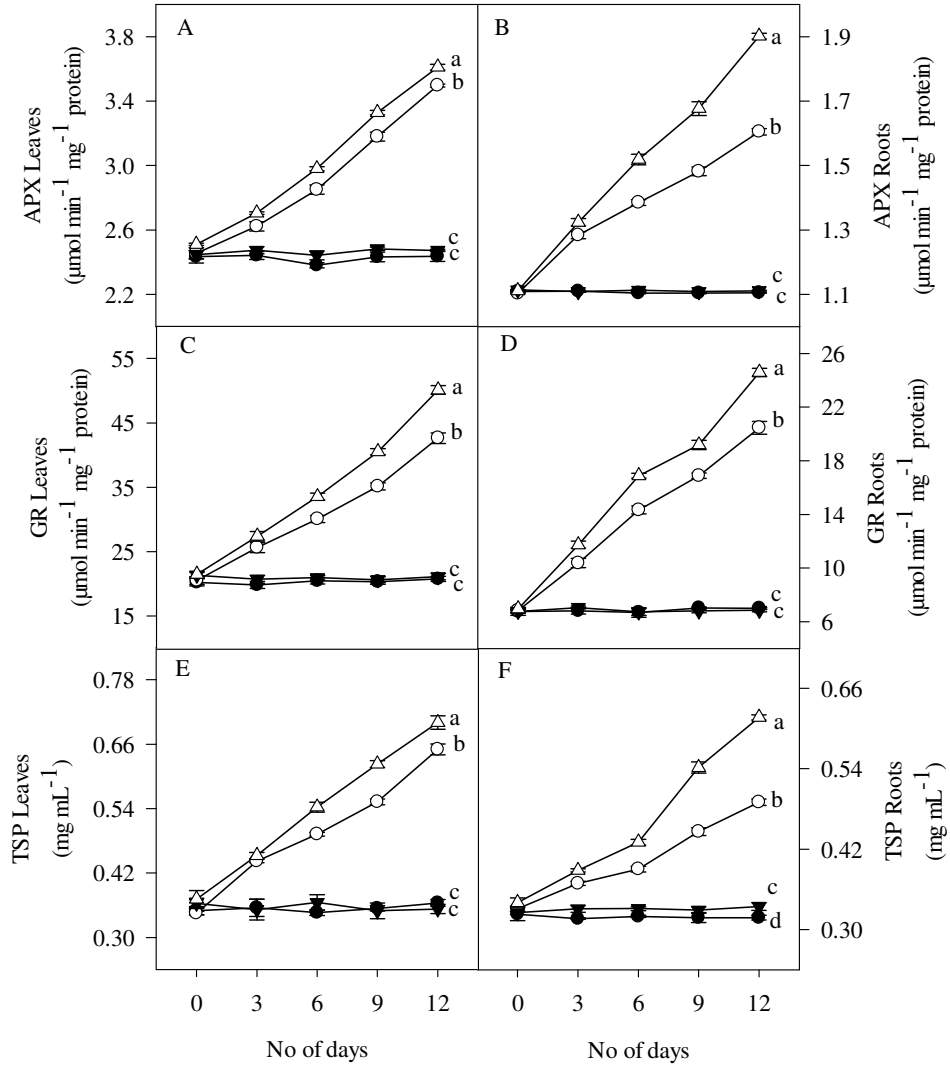 A
3.8
3.4
3.0
2.6
2.2
APX Leaves
(µmol min-1 mg-1 protein)
a
b
c
c
B
1.9
1.7
1.5
1.3
1.1
APX Roots
(µmol min-1 mg-1 protein)
a
b
c
c
C
55
45
35
25
15
GR Leaves
(µmol min-1 mg-1 protein)
a
b
c
c
D
26
22
18
14
10
6
GR Roots
(µmol min-1 mg-1 protein)
a
b
c
c
E
0.78
0.66
0.54
0.42
0.30
TSP Leaves
(mg mL-1)
a
b
c
c
F
0.66
0.54
0.42
0.30
TSP Roots
(mg mL-1)
a
b
c
d
0 3 6 9 12
No of days
0 3 6 9 12
No of days